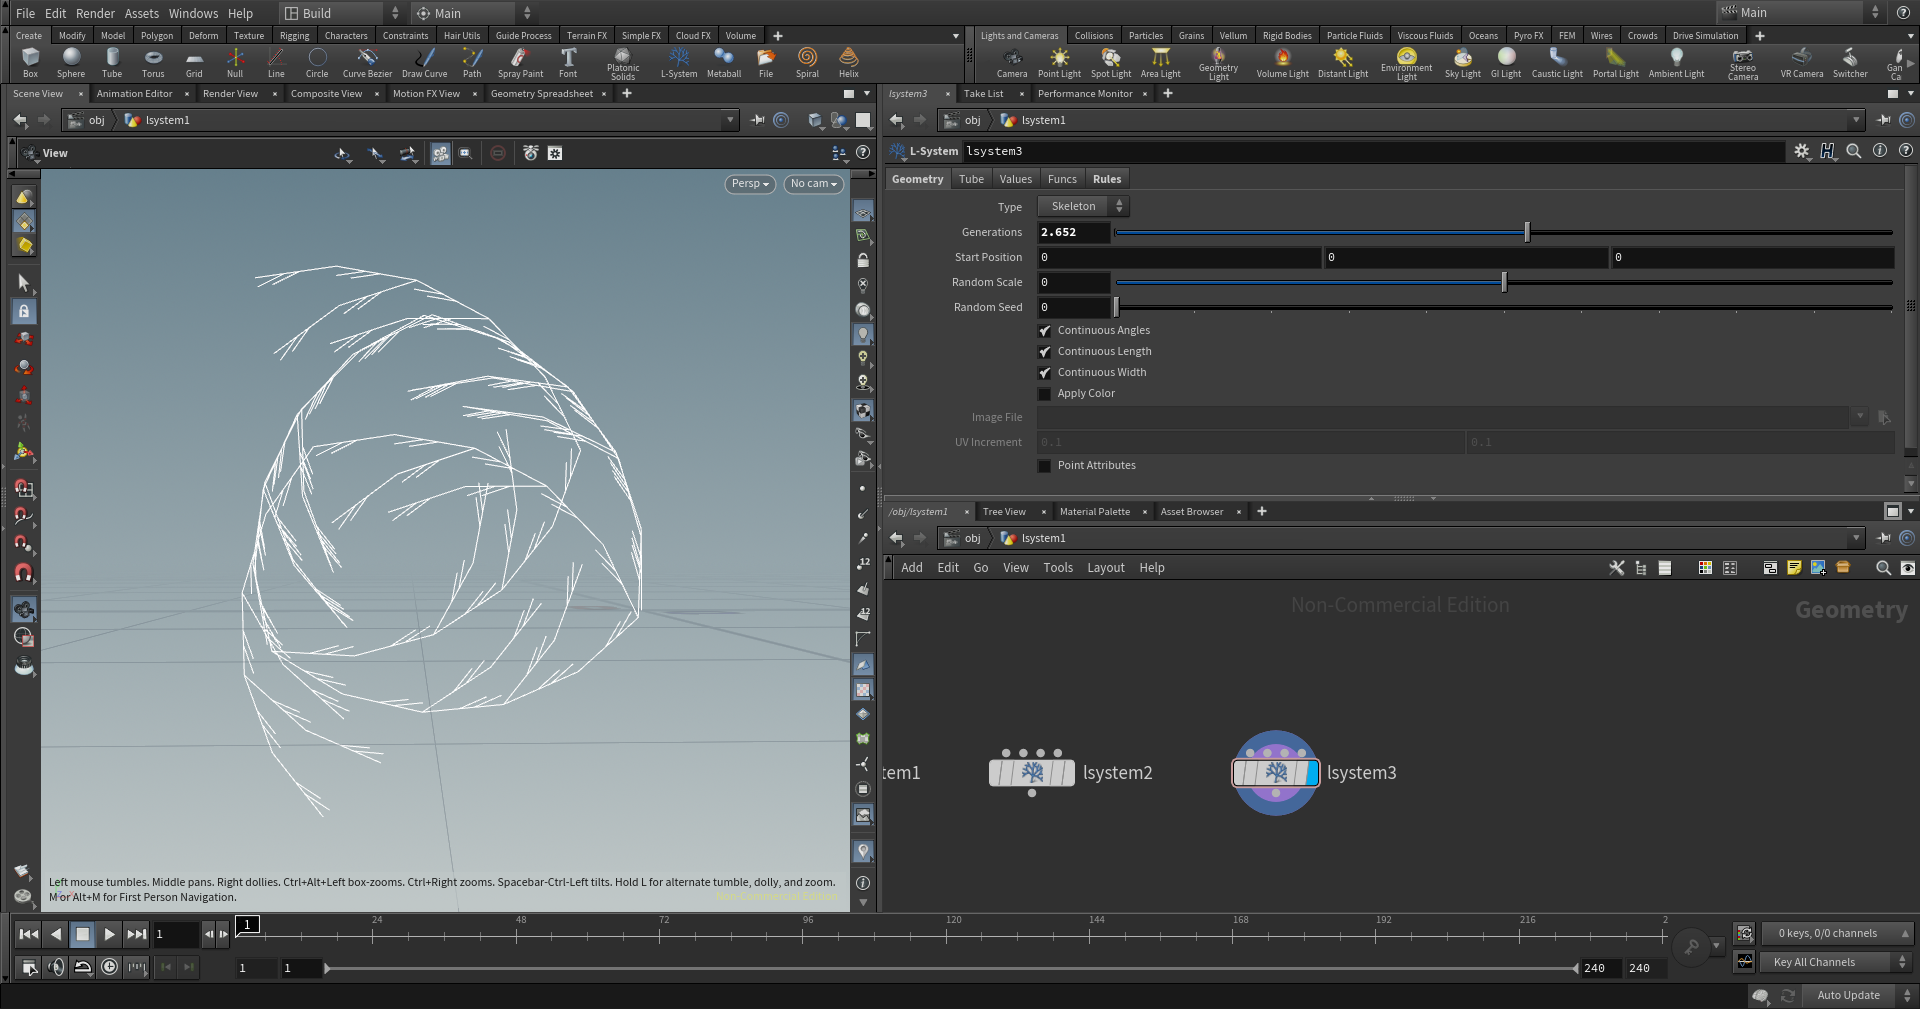 File Edit Render Assets Windows Help Build Main Main
Create Modify Model Polygon Deform Texture Rigging Characters Constraints Hair Utils Guide Process Terrain FX Simple FX Cloud FX Volume
Lights and Cameras Collisions Particles Grains Vellum Rigid Bodies Particle Fluids Viscous Fluids Oceans Pyro FX FEM Wires Crowds Drive Simulation
Box Sphere Tube Torus Grid Null Line Circle Curve Bezier Draw Curve Path Spray Paint Font Platonic Solids L-System Metaball File Spiral Helix
Camera Point Light Spot Light Area Light Geometry Light Volume Light Distant Light Environment Light Sky Light GI Light Caustic Light Portal Light Ambient Light Stereo Camera VR Camera Switcher Gan Ca
Scene View Animation Editor Render View Composite View Motion FX View Geometry Spreadsheet
lsystem3 Take List Performance Monitor
obj lsystem1
obj lsystem1
View
L-System lsystem3
Persp No cam
Geometry Tube Values Funcs Rules
Type Skeleton
Generations 2.652
Start Position 0 0 0
Random Scale 0
Random Seed 0
Continuous Angles
Continuous Length
Continuous Width
Apply Color
Image File
UV Increment 0.1 0.1
Point Attributes
/obj/lsystem1 Tree View Material Palette Asset Browser
obj lsystem1
Add Edit Go View Tools Layout Help
Non-Commercial Edition Geometry
12
12
tem1 lsystem2 lsystem3
Left mouse tumbles. Middle pans. Right dollies. Ctrl+Alt+Left box-zooms. Ctrl+Right zooms. Spacebar-Ctrl-Left tilts. Hold L for alternate tumble, dolly, and zoom.
M or Alt+M for First Person Navigation. Non-Commercial Edition
1 1 24 48 72 96 120 144 168 192 216 2
0 keys, 0/0 channels
1 1 240 240 Key All Channels
Auto Update